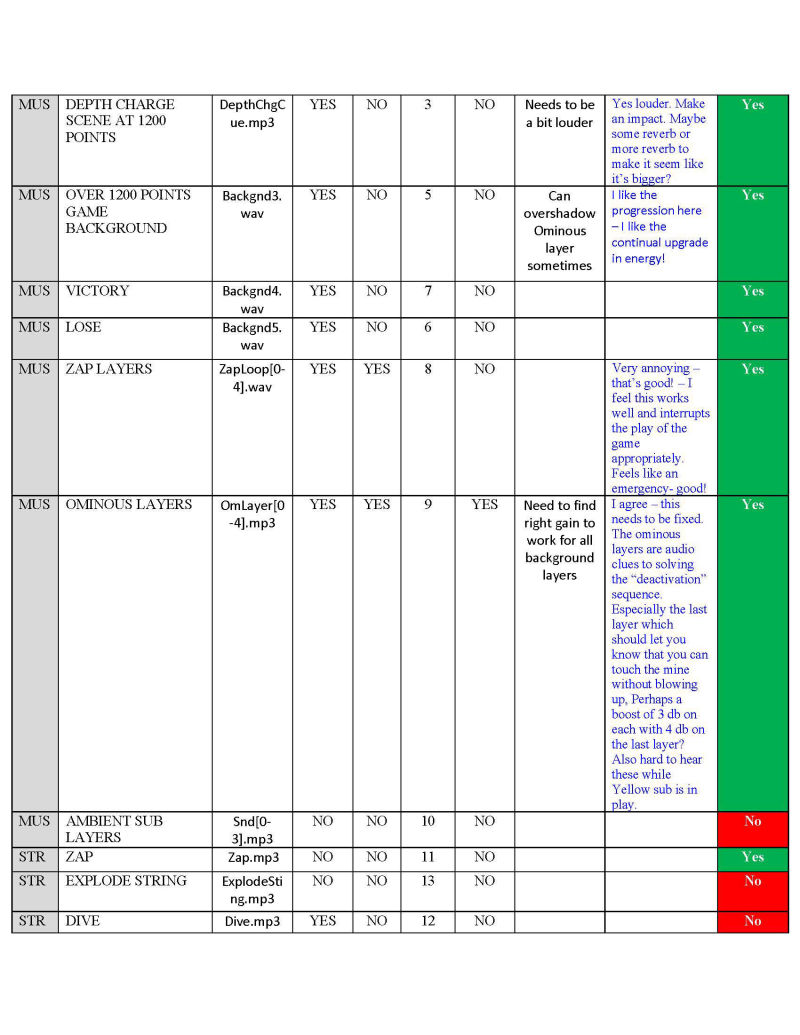 MUS DEPTH CHARGE SCENE AT 1200 POINTS DepthChgCue.mp3 YES NO 3 NO Needs to be a bit louder Yes louder. Make an impact. Maybe some reverb or more reverb to make it seem like it’s bigger? Yes
MUS OVER 1200 POINTS GAME BACKGROUND Backgnd3.wav YES NO 5 NO Can overshadow Ominous layer sometimes I like the progression here – I like the continual upgrade in energy! Yes
MUS VICTORY Backgnd4.wav YES NO 7 NO Yes
MUS LOSE Backgnd5.wav YES NO 6 NO Yes
MUS ZAP LAYERS ZapLoop[0-4].wav YES YES 8 NO Very annoying – that’s good! – I feel this works well and interrupts the play of the game appropriately. Feels like an emergency- good! Yes
MUS OMINOUS LAYERS OmLayer[0-4].mp3 YES YES 9 YES Need to find right gain to work for all background layers I agree – this needs to be fixed. The ominous layers are audio clues to solving the “deactivation” sequence. Especially the last layer which should let you know that you can touch the mine without blowing up, Perhaps a boost of 3 db on each with 4 db on the last layer? Also hard to hear these while Yellow sub is in play. Yes
MUS AMBIENT SUB LAYERS Snd[0-3].mp3 NO NO 10 NO No
STR ZAP Zap.mp3 NO NO 11 NO Yes
STR EXPLODE STRING ExplodeString.mp3 NO NO 13 NO No
STR DIVE Dive.mp3 YES NO 12 NO No